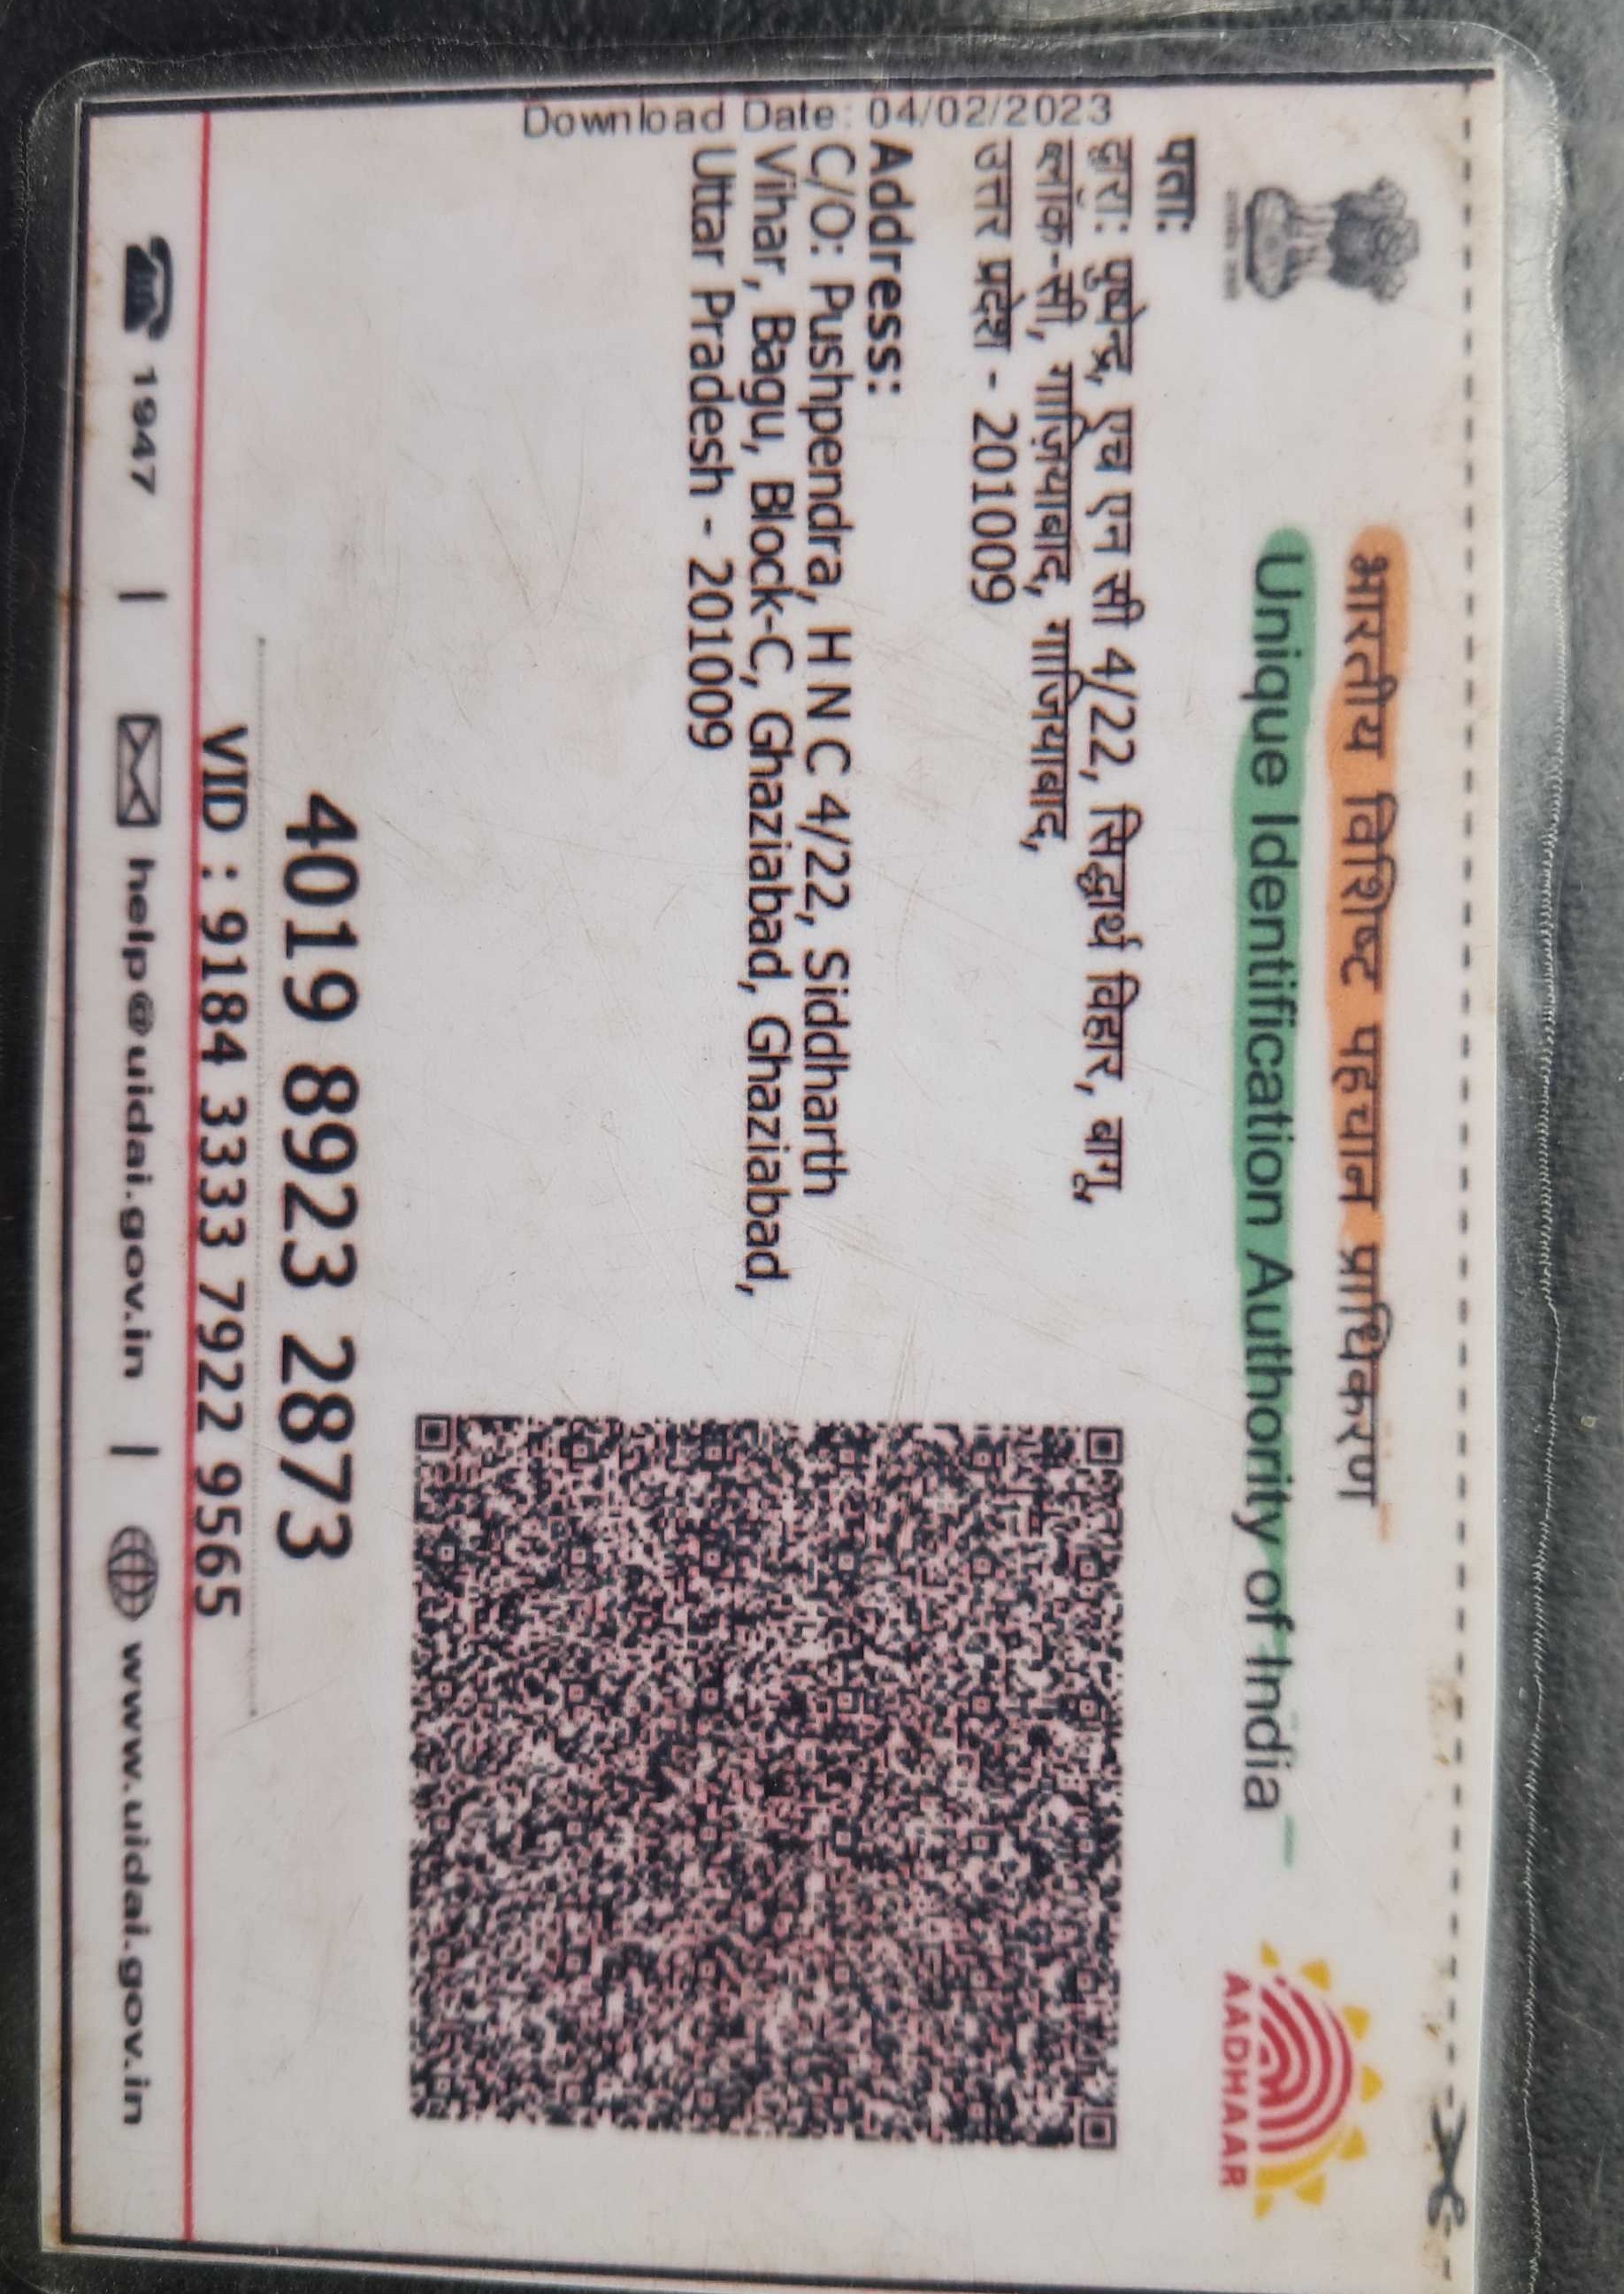 भारतीय विशिष्ट पहचान प्राधिकरण
Unique Identification Authority of India
AADHAAR
Download Date: 04/02/2023
पता:
द्वारा: पुष्पेन्द्र, एच एन सी 4/22, सिद्धार्थ विहार, बागू,
ब्लॉक-सी, गाज़ियाबाद, गाजियाबाद,
उत्तर प्रदेश - 201009
Address:
C/O: Pushpendra, H N C 4/22, Siddharth
Vihar, Bagu, Block-C, Ghaziabad, Ghaziabad,
Uttar Pradesh - 201009
4019 8923 2873
VID : 9184 3333 7922 9565
1947 | help@uidai.gov.in | www.uidai.gov.in